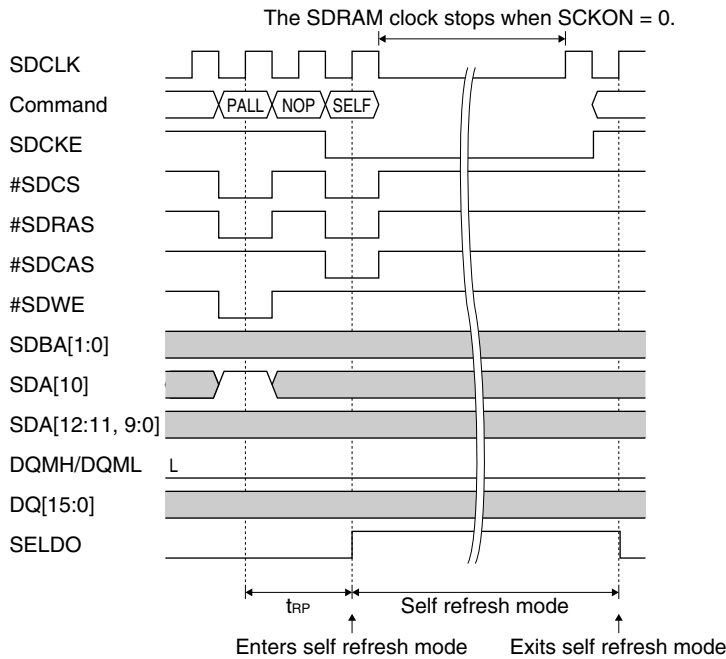 The SDRAM clock stops when SCKON = 0.
SDCLK
Command PALL NOP SELF
SDCKE
#SDCS
#SDRAS
#SDCAS
#SDWE
SDBA[1:0]
SDA[10]
SDA[12:11, 9:0]
DQMH/DQML L
DQ[15:0]
SELDO
tRP Self refresh mode
Enters self refresh mode Exits self refresh mode